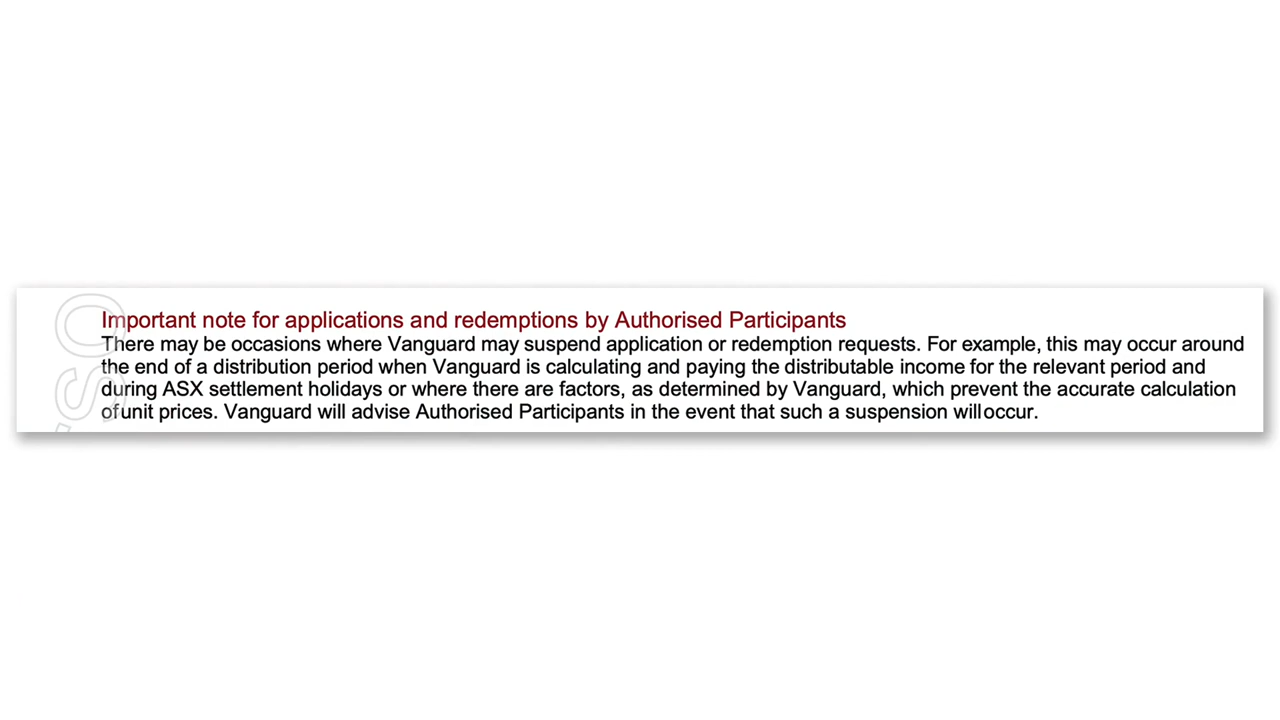 Important note for applications and redemptions by Authorised Participants
There may be occasions where Vanguard may suspend application or redemption requests. For example, this may occur around
the end of a distribution period when Vanguard is calculating and paying the distributable income for the relevant period and
during ASX settlement holidays or where there are factors, as determined by Vanguard, which prevent the accurate calculation
ofunit prices. Vanguard will advise Authorised Participants in the event that such a suspension willoccur.